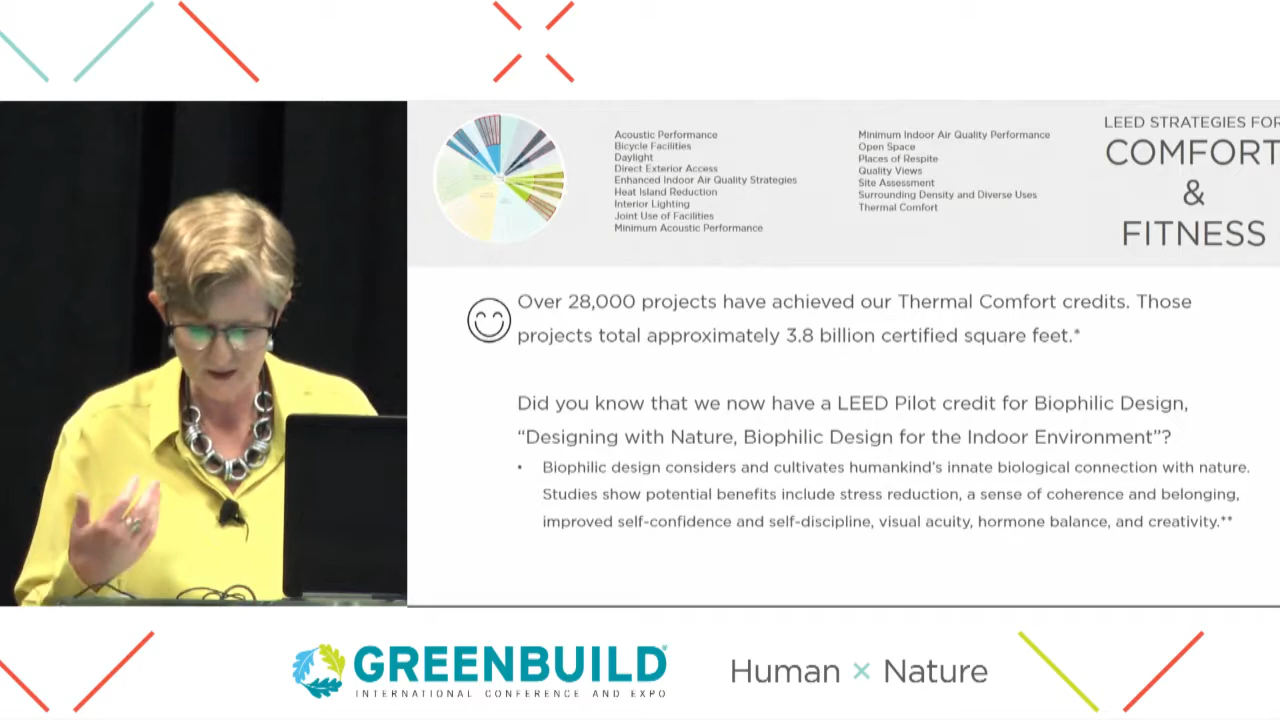 Acoustic Performance
Bicycle Facilities
Daylight
Direct Exterior Access
Enhanced Indoor Air Quality Strategies
Heat Island Reduction
Interior Lighting
Joint Use of Facilities
Minimum Acoustic Performance
Minimum Indoor Air Quality Performance
Open Space
Places of Respite
Quality Views
Site Assessment
Surrounding Density and Diverse Uses
Thermal Comfort
LEED STRATEGIES FOR
COMFORT
&
FITNESS
Over 28,000 projects have achieved our Thermal Comfort credits. Those
projects total approximately 3.8 billion certified square feet.*
Did you know that we now have a LEED Pilot credit for Biophilic Design,
“Designing with Nature, Biophilic Design for the Indoor Environment”?
• Biophilic design considers and cultivates humankind’s innate biological connection with nature.
Studies show potential benefits include stress reduction, a sense of coherence and belonging,
improved self-confidence and self-discipline, visual acuity, hormone balance, and creativity.**
GREENBUILD®
INTERNATIONAL CONFERENCE AND EXPO
Human × Nature